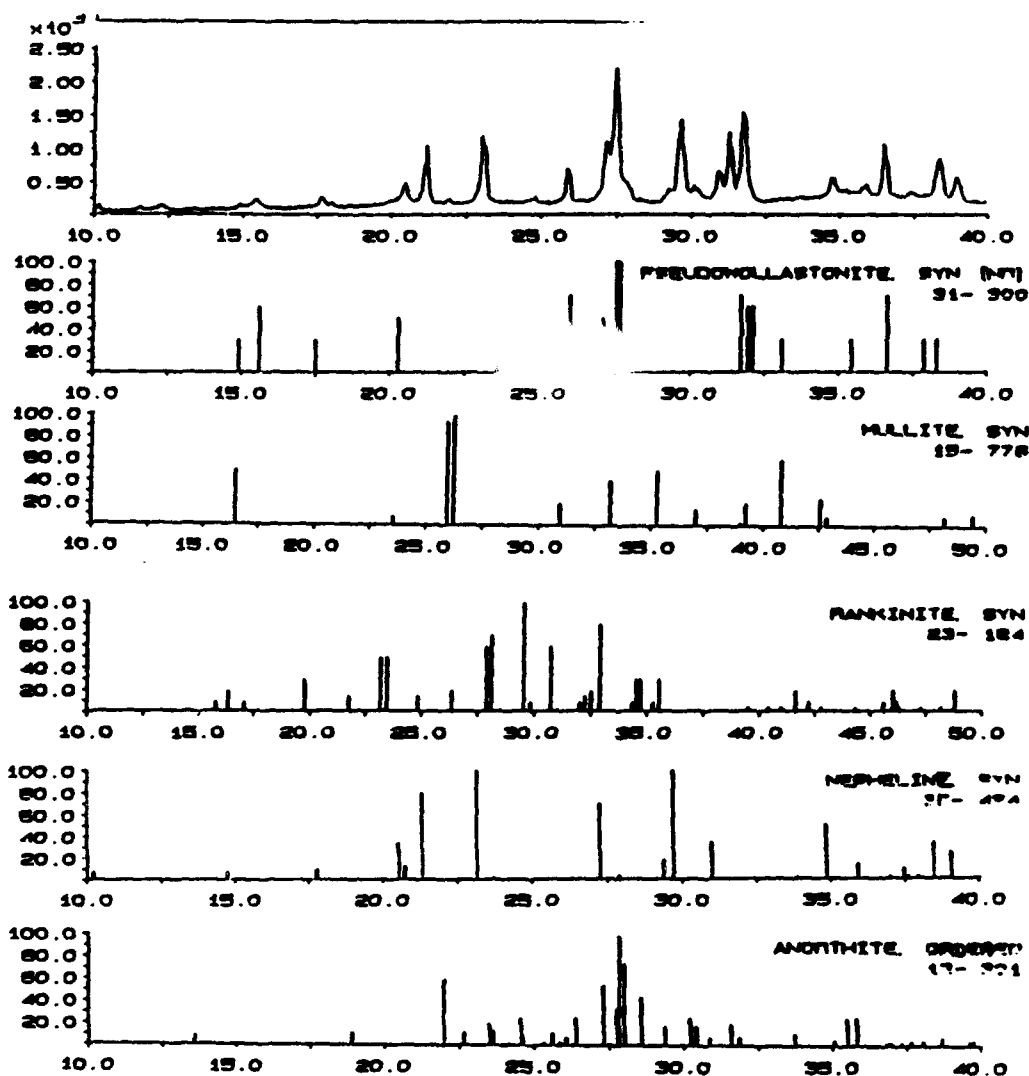 ×10³
2.50
2.00
1.50
1.00
0.50
10.0 15.0 20.0 25.0 30.0 35.0 40.0
100.0 PSEUDOWOLLASTONITE, SYN (NM)
80.0 31- 300
60.0
40.0
20.0
10.0 15.0 20.0 25.0 30.0 35.0 40.0
100.0 MULLITE, SYN
80.0 15- 776
60.0
40.0
20.0
10.0 15.0 20.0 25.0 30.0 35.0 40.0 45.0 50.0
100.0 RANKINITE, SYN
80.0 23- 124
60.0
40.0
20.0
10.0 15.0 20.0 25.0 30.0 35.0 40.0 45.0 50.0
100.0 NEPHELINE, SYN
80.0
60.0
40.0
20.0
10.0 15.0 20.0 25.0 30.0 35.0 40.0
100.0 ANORTHITE, ORDERED
80.0
60.0
40.0
20.0
10.0 15.0 20.0 25.0 30.0 35.0 40.0